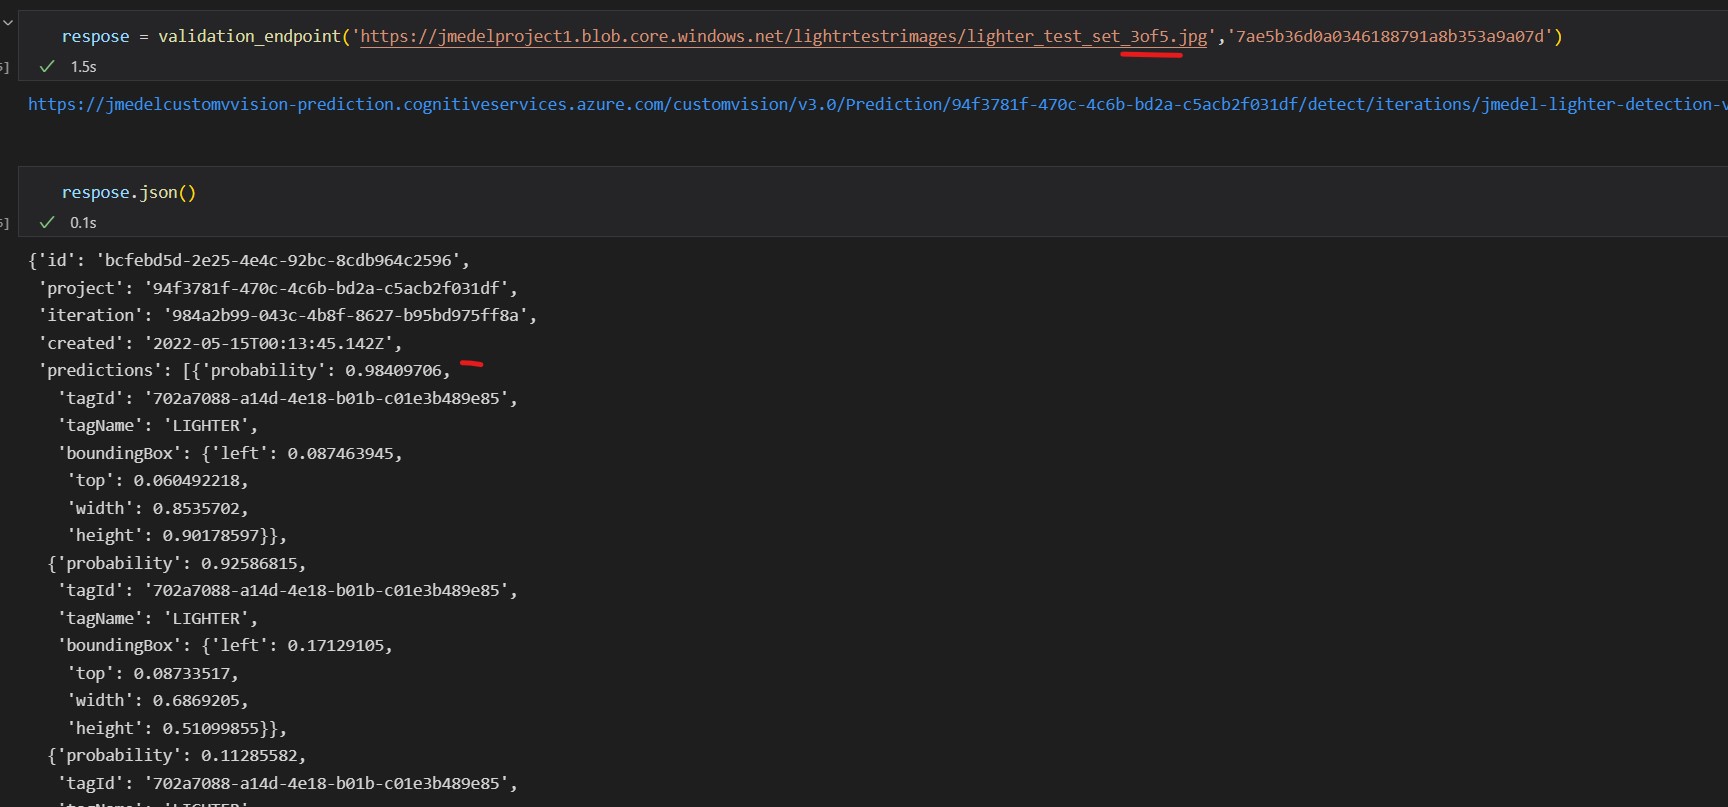 respose = validation_endpoint('https://jmedelproject1.blob.core.windows.net/lightrtestrimages/lighter_test_set_3of5.jpg','7ae5b36d0a0346188791a8b353a9a07d')
5]
1.5s
https://jmedelcustomvvision-prediction.cognitiveservices.azure.com/customvision/v3.0/Prediction/94f3781f-470c-4c6b-bd2a-c5acb2f031df/detect/iterations/jmedel-lighter-detection-v
respose.json()
5]
0.1s
{'id': 'bcfebd5d-2e25-4e4c-92bc-8cdb964c2596',
'project': '94f3781f-470c-4c6b-bd2a-c5acb2f031df',
'iteration': '984a2b99-043c-4b8f-8627-b95bd975ff8a',
'created': '2022-05-15T00:13:45.142Z',
'predictions': [{'probability': 0.98409706,
'tagId': '702a7088-a14d-4e18-b01b-c01e3b489e85',
'tagName': 'LIGHTER',
'boundingBox': {'left': 0.087463945,
'top': 0.060492218,
'width': 0.8535702,
'height': 0.90178597}},
{'probability': 0.92586815,
'tagId': '702a7088-a14d-4e18-b01b-c01e3b489e85',
'tagName': 'LIGHTER',
'boundingBox': {'left': 0.17129105,
'top': 0.08733517,
'width': 0.6869205,
'height': 0.51099855}},
{'probability': 0.11285582,
'tagId': '702a7088-a14d-4e18-b01b-c01e3b489e85',
'tagName': 'LIGHTER',